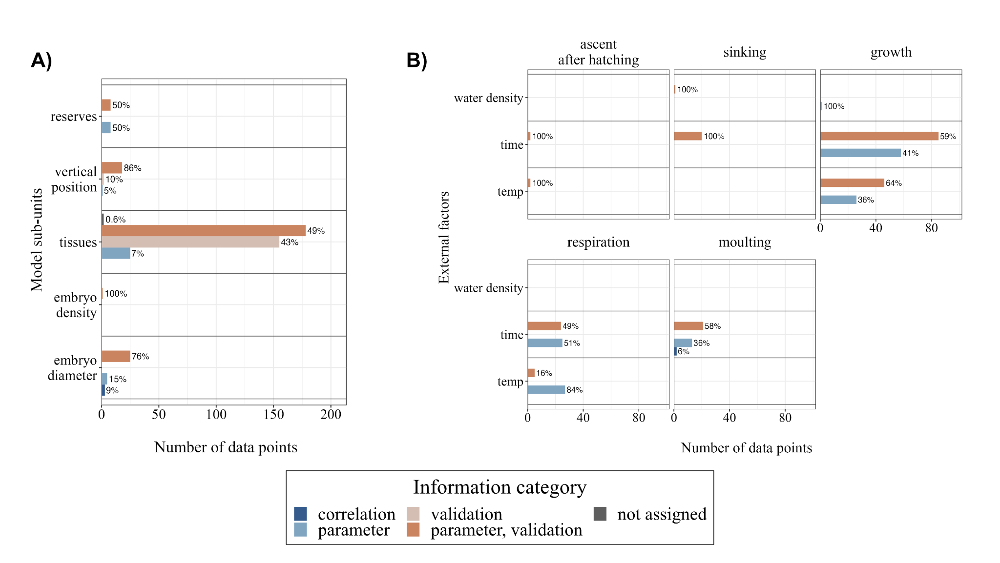 A)
Model sub-units
reserves
50%
50%
vertical
position
86%
10%
5%
tissues
0.6%
49%
43%
7%
embryo
density
100%
embryo
diameter
76%
15%
9%
0 50 100 150 200
Number of data points
B)
External factors
ascent
after hatching
sinking
growth
water density
100%
100%
time
100%
100%
59%
41%
temp
100%
64%
36%
0 40 80
respiration
moulting
water density
time
49%
51%
58%
36%
6%
temp
16%
84%
0 40 80
0 40 80
Number of data points
Information category
correlation
validation
not assigned
parameter
parameter, validation